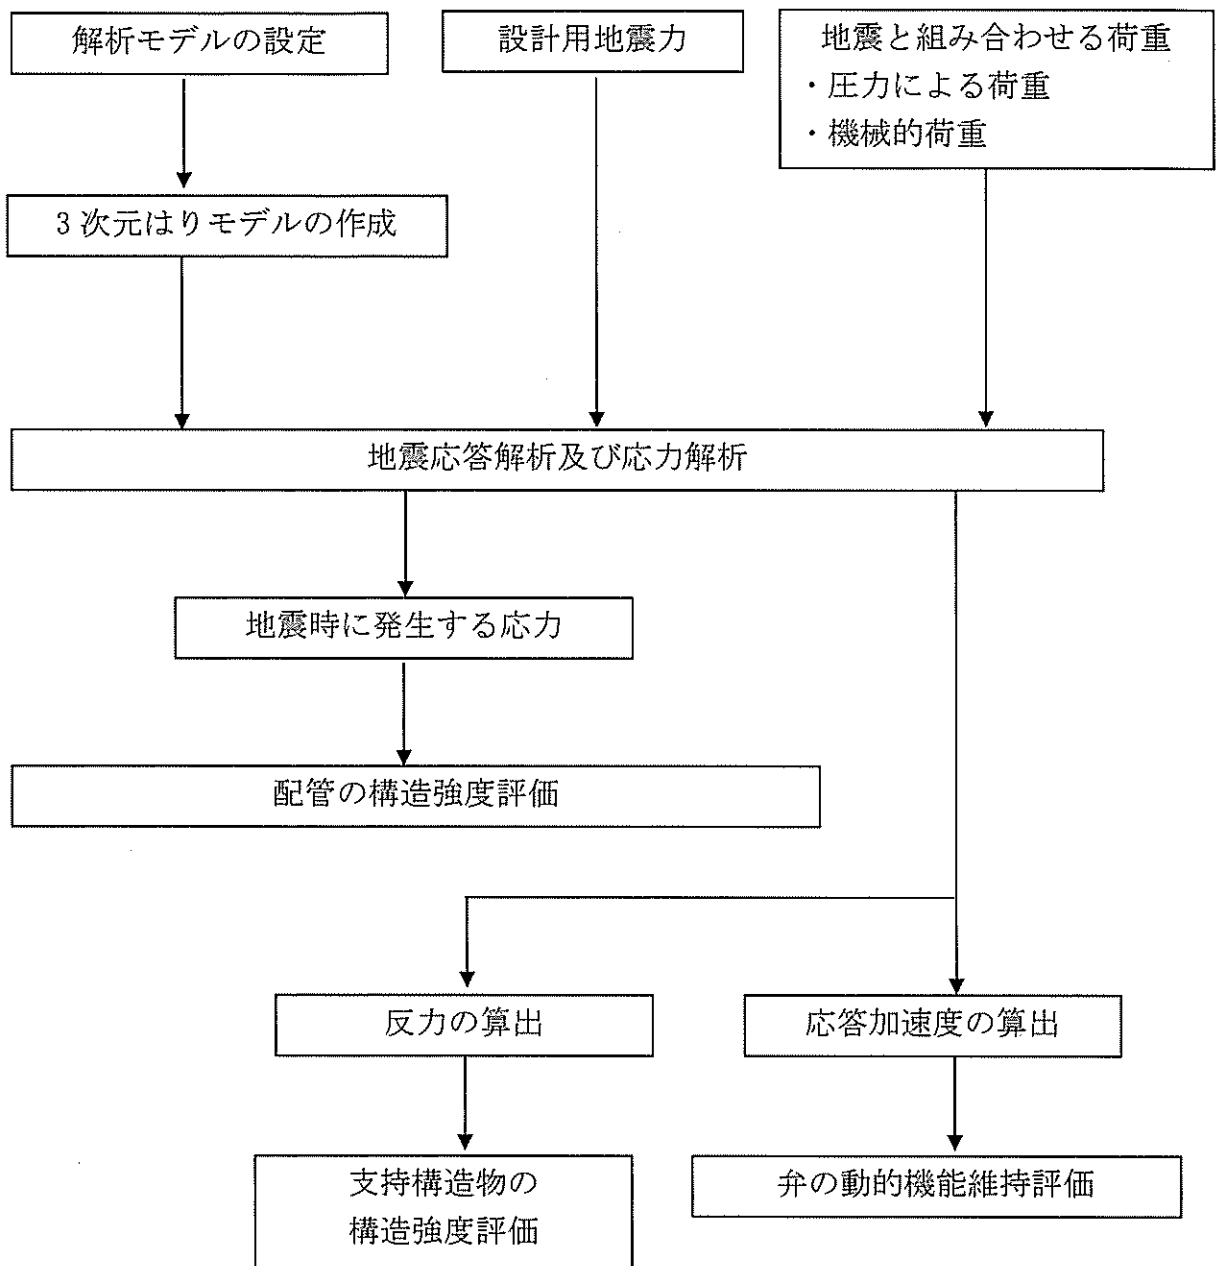 解析モデルの設定
設計用地震力
地震と組み合わせる荷重
・圧力による荷重
・機械的荷重
3次元はりモデルの作成
地震応答解析及び応力解析
地震時に発生する応力
配管の構造強度評価
反力の算出
応答加速度の算出
支持構造物の
構造強度評価
弁の動的機能維持評価